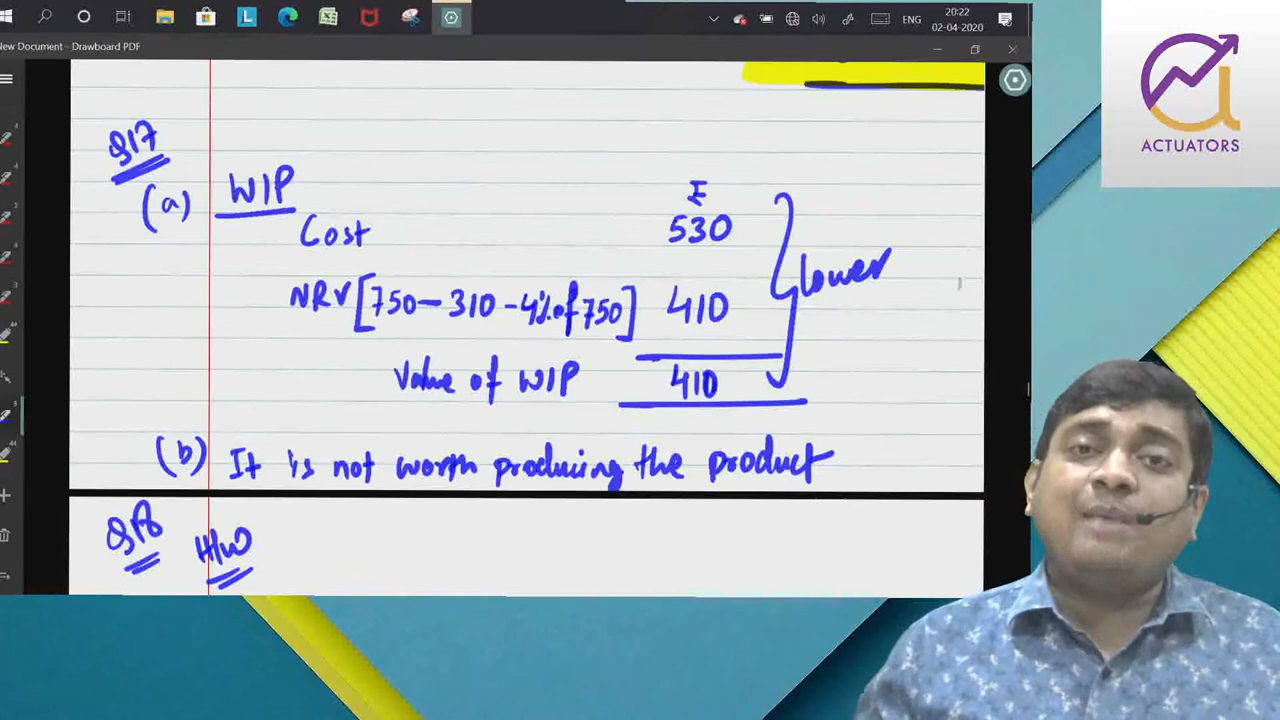 20:22
ENG
02-04-2020
New Document - Drawboard PDF
ACTUATORS
Q17
(a) WIP
₹
Cost 530
NRV [750 - 310 - 4% of 750] 410
lower
Value of WIP 410
(b) It is not worth producing the product
Q18 H/W